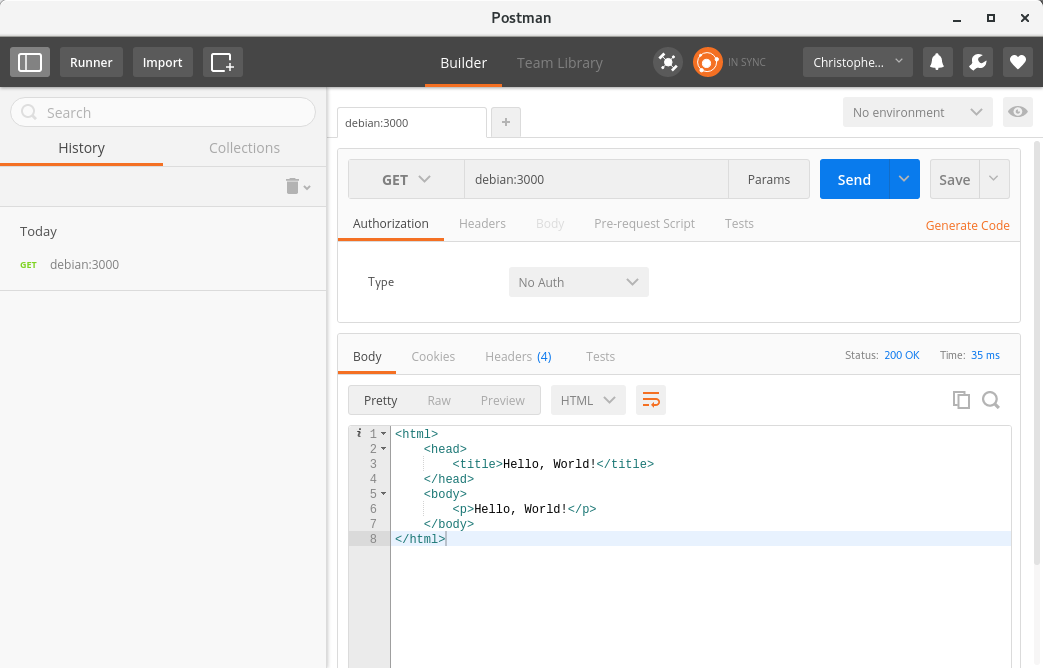 Postman
Runner Import Builder Team Library IN SYNC Christophe...
Search
History Collections
Today
GET debian:3000
debian:3000 + No environment
GET debian:3000 Params Send Save
Authorization Headers Body Pre-request Script Tests Generate Code
Type No Auth
Body Cookies Headers (4) Tests Status: 200 OK Time: 35 ms
Pretty Raw Preview HTML
i 1 <html>
2 <head>
3 <title>Hello, World!</title>
4 </head>
5 <body>
6 <p>Hello, World!</p>
7 </body>
8 </html>